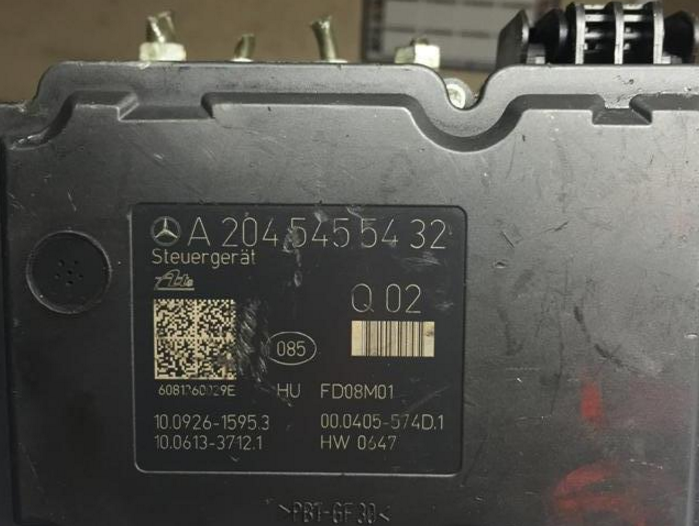 A 204 545 54 32
Steuergerät
Ate
Q 02
085
HU FD08M01
10.0926-1595.3 00.0405-574D.1
10.0613-3712.1 HW 0647
>PBT-GF30<